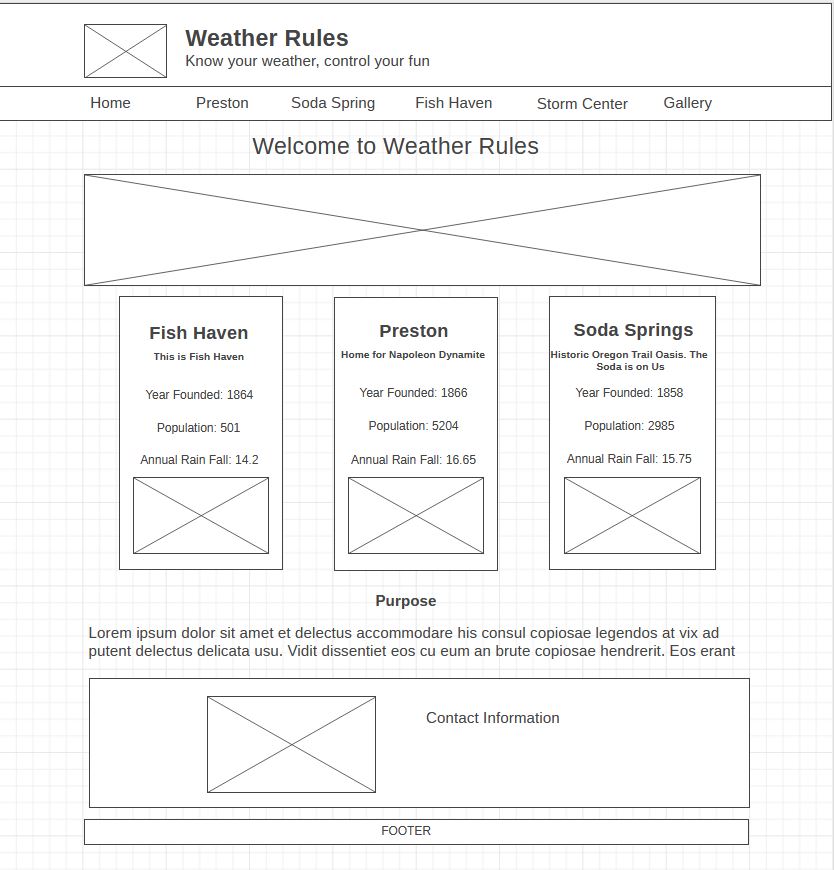 Weather Rules
Know your weather, control your fun
Home Preston Soda Spring Fish Haven Storm Center Gallery
Welcome to Weather Rules
Fish Haven
This is Fish Haven
Year Founded: 1864
Population: 501
Annual Rain Fall: 14.2
Preston
Home for Napoleon Dynamite
Year Founded: 1866
Population: 5204
Annual Rain Fall: 16.65
Soda Springs
Historic Oregon Trail Oasis. The
Soda is on Us
Year Founded: 1858
Population: 2985
Annual Rain Fall: 15.75
Purpose
Lorem ipsum dolor sit amet et delectus accommodare his consul copiosae legendos at vix ad
putent delectus delicata usu. Vidit dissentiet eos cu eum an brute copiosae hendrerit. Eos erant
Contact Information
FOOTER